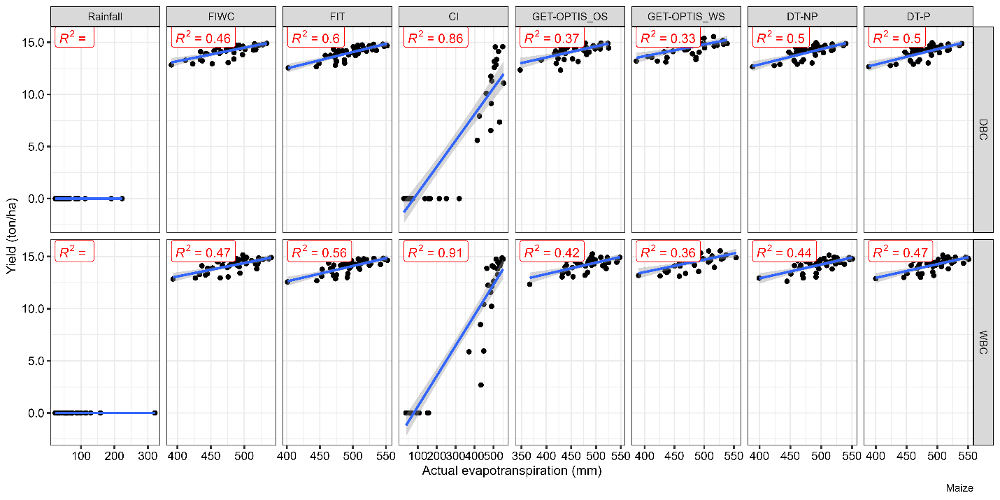 Rainfall FIWC FIT CI GET-OPTIS_OS GET-OPTIS_WS DT-NP DT-P
R² = R² = 0.46 R² = 0.6 R² = 0.86 R² = 0.37 R² = 0.33 R² = 0.5 R² = 0.5
15.0
10.0
5.0
0.0
DBC
R² = R² = 0.47 R² = 0.56 R² = 0.91 R² = 0.42 R² = 0.36 R² = 0.44 R² = 0.47
15.0
10.0
5.0
0.0
WBC
Yield (ton/ha)
100 200 300 400 450 500 400 450 500 550 100 200 300 400 500 350 400 450 500 550 400 450 500 550 400 450 500 550 400 450 500 550
Actual evapotranspiration (mm)
Maize